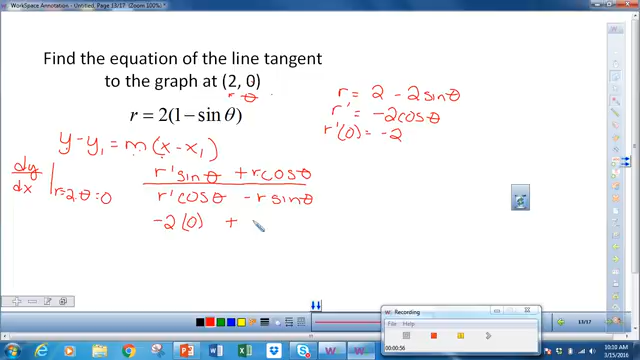 WorkSpace Annotation - Untitled, Page 13/17
Find the equation of the line tangent
to the graph at (2, 0)
r θ
r = 2(1 − sin θ)
r = 2 - 2sinθ
r' = -2cosθ
r'(0) = -2
y - y₁ = m(x - x₁)
dy/dx | r=2, θ=0
r'sinθ + rcosθ
r'cosθ - rsinθ
-2(0) +
Recording
File Help
00:00:56
13/17
10:10 AM
3/15/2016